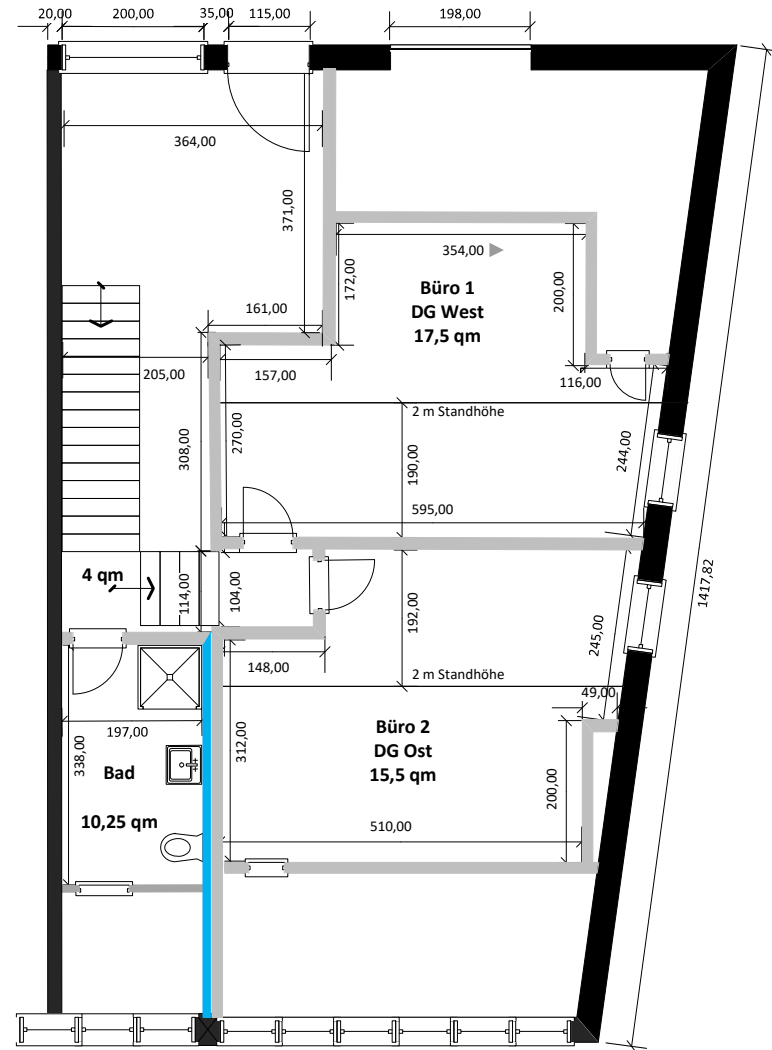 20,00
200,00
35,00
115,00
198,00
364,00
371,00
354,00
172,00
200,00
Büro 1
DG West
17,5 qm
161,00
205,00
157,00
116,00
2 m Standhöhe
308,00
270,00
190,00
244,00
595,00
1417,82
4 qm
114,00
104,00
192,00
245,00
148,00
2 m Standhöhe
49,00
197,00
338,00
Bad
10,25 qm
312,00
Büro 2
DG Ost
15,5 qm
200,00
510,00